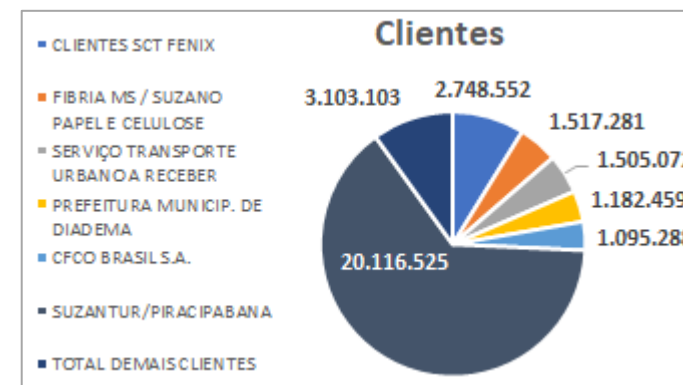 Clientes
CLIENTES SCT FENIX
FIBRIA MS / SUZANO
PAPEL E CELULOSE
SERVIÇO TRANSPORTE
URBANO A RECEBER
PREFEITURA MUNICIP. DE
DIADEMA
CFCO BRASIL S.A.
SUZANTUR/PIRACIPABANA
TOTAL DEMAIS CLIENTES
3.103.103
2.748.552
1.517.281
1.182.459
20.116.525